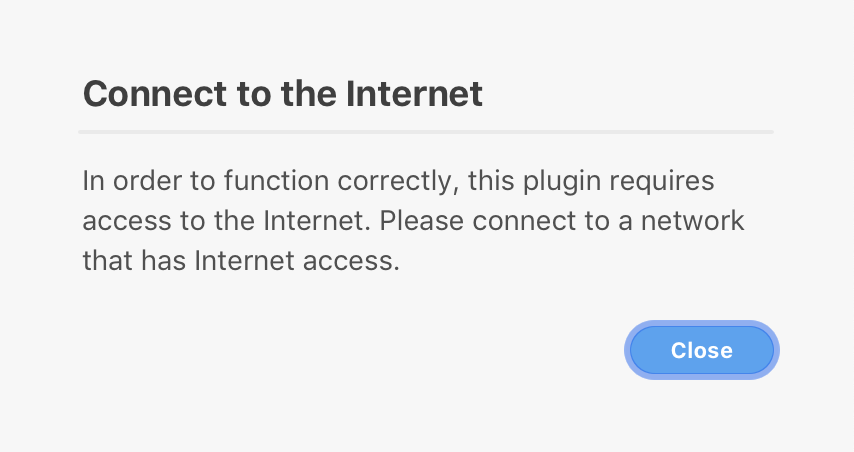 Connect to the Internet
In order to function correctly, this plugin requires
access to the Internet. Please connect to a network
that has Internet access.
Close